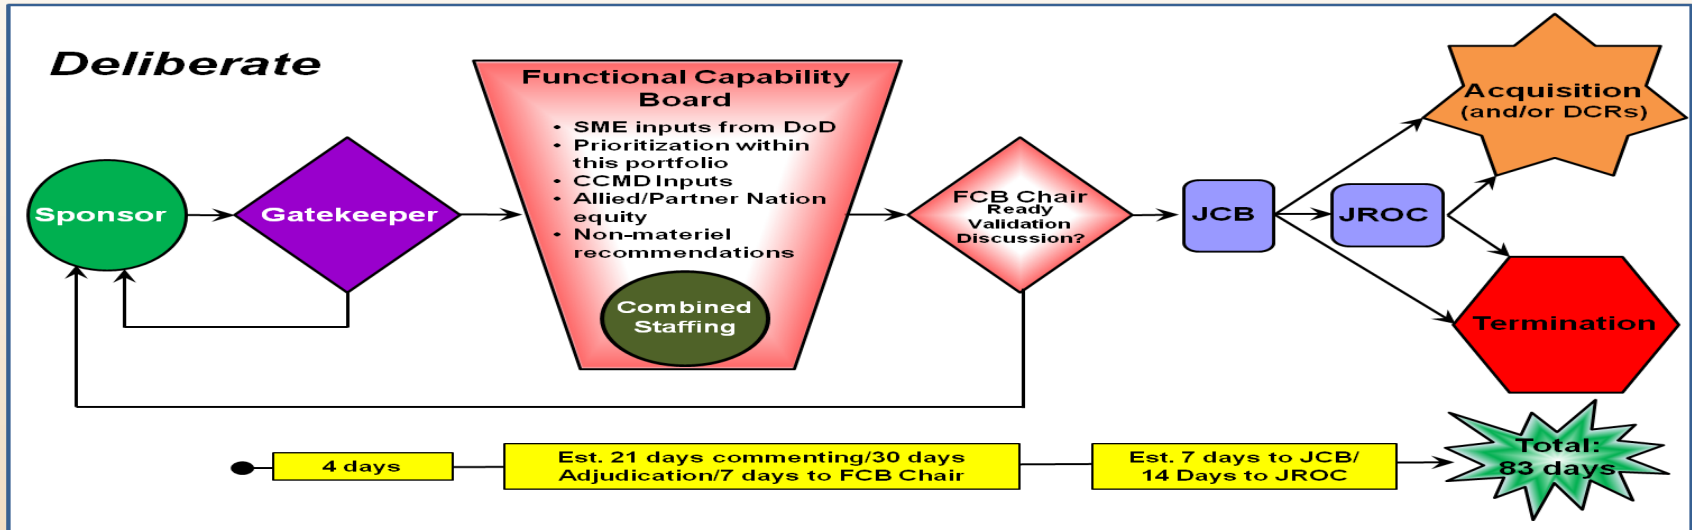 Deliberate
Sponsor
Gatekeeper
Functional Capability
Board
• SME inputs from DoD
• Prioritization within
this portfolio
• CCMD Inputs
• Allied/Partner Nation
equity
• Non-materiel
recommendations
Combined
Staffing
FCB Chair
Ready
Validation
Discussion?
JCB
JROC
Acquisition
(and/or DCRs)
Termination
4 days
Est. 21 days commenting/30 days
Adjudication/7 days to FCB Chair
Est. 7 days to JCB/
14 Days to JROC
Total:
83 days